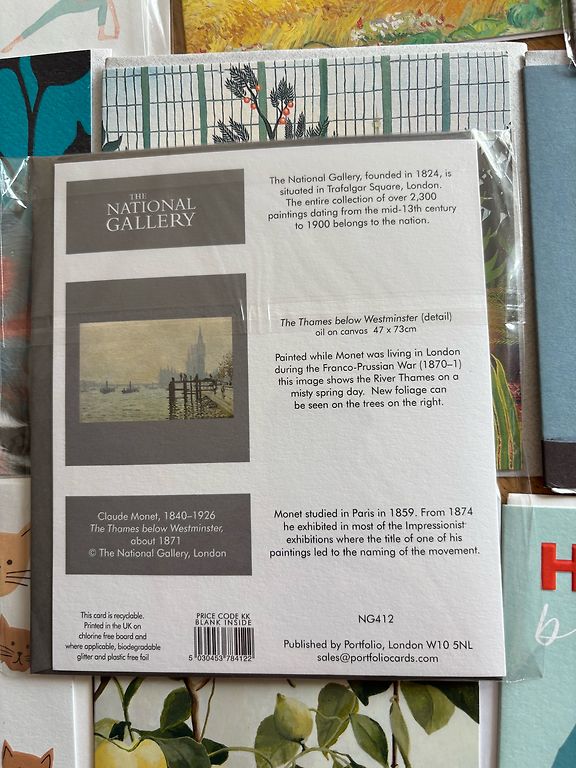 THE
NATIONAL
GALLERY
The National Gallery, founded in 1824, is
situated in Trafalgar Square, London.
The entire collection of over 2,300
paintings dating from the mid-13th century
to 1900 belongs to the nation.
The Thames below Westminster (detail)
oil on canvas 47 x 73cm
Painted while Monet was living in London
during the Franco-Prussian War (1870–1)
this image shows the River Thames on a
misty spring day. New foliage can
be seen on the trees on the right.
Claude Monet, 1840–1926
The Thames below Westminster,
about 1871
© The National Gallery, London
Monet studied in Paris in 1859. From 1874
he exhibited in most of the Impressionist
exhibitions where the title of one of his
paintings led to the naming of the movement.
This card is recyclable.
Printed in the UK on
chlorine free board and
where applicable, biodegradable
glitter and plastic free foil
PRICE CODE KK
BLANK INSIDE
5 030453 784122
NG412
Published by Portfolio, London W10 5NL
sales@portfoliocards.com
H
b